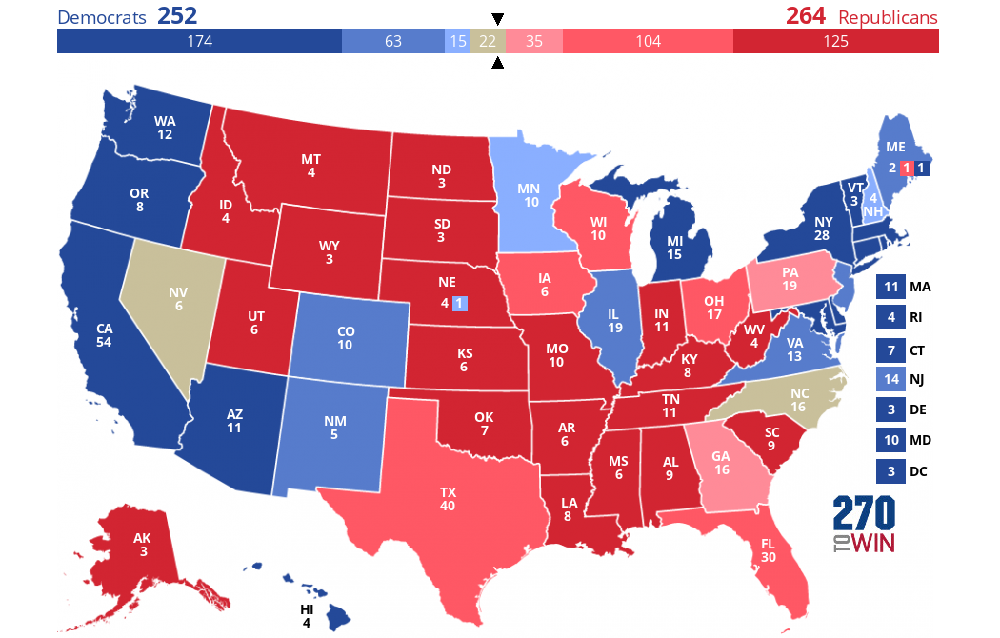 Democrats 252
264 Republicans
174 63 15 22 35 104 125
WA
12
OR
8
CA
54
NV
6
ID
4
MT
4
WY
3
UT
6
AZ
11
CO
10
NM
5
ND
3
SD
3
NE
4 1
KS
6
OK
7
TX
40
MN
10
IA
6
MO
10
AR
6
LA
8
WI
10
IL
19
MI
15
IN
11
OH
17
KY
8
TN
11
MS
6
AL
9
GA
16
FL
30
SC
9
NC
16
VA
13
WV
4
PA
19
NY
28
VT
3
4
NH
ME
2 1 1
11 MA
4 RI
7 CT
14 NJ
3 DE
10 MD
3 DC
AK
3
HI
4
270
TO WIN